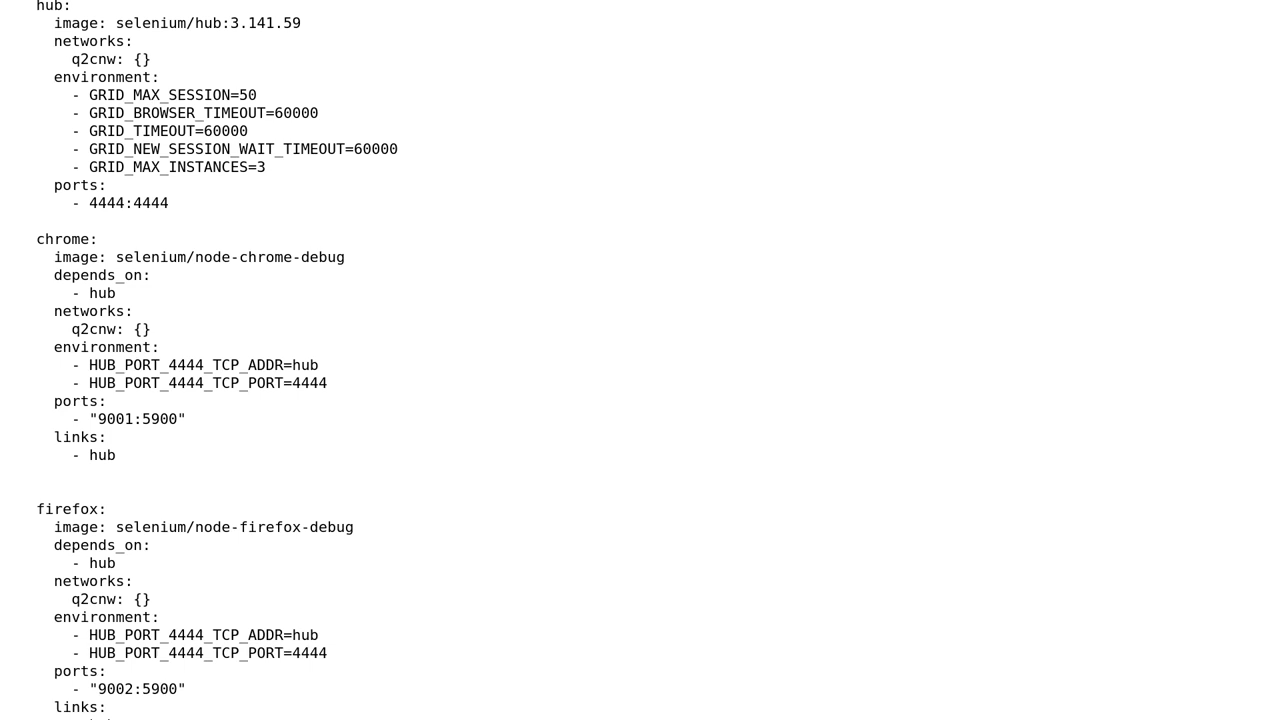 hub:
image: selenium/hub:3.141.59
networks:
q2cnw: {}
environment:
- GRID_MAX_SESSION=50
- GRID_BROWSER_TIMEOUT=60000
- GRID_TIMEOUT=60000
- GRID_NEW_SESSION_WAIT_TIMEOUT=60000
- GRID_MAX_INSTANCES=3
ports:
- 4444:4444
chrome:
image: selenium/node-chrome-debug
depends_on:
- hub
networks:
q2cnw: {}
environment:
- HUB_PORT_4444_TCP_ADDR=hub
- HUB_PORT_4444_TCP_PORT=4444
ports:
- "9001:5900"
links:
- hub
firefox:
image: selenium/node-firefox-debug
depends_on:
- hub
networks:
q2cnw: {}
environment:
- HUB_PORT_4444_TCP_ADDR=hub
- HUB_PORT_4444_TCP_PORT=4444
ports:
- "9002:5900"
links: